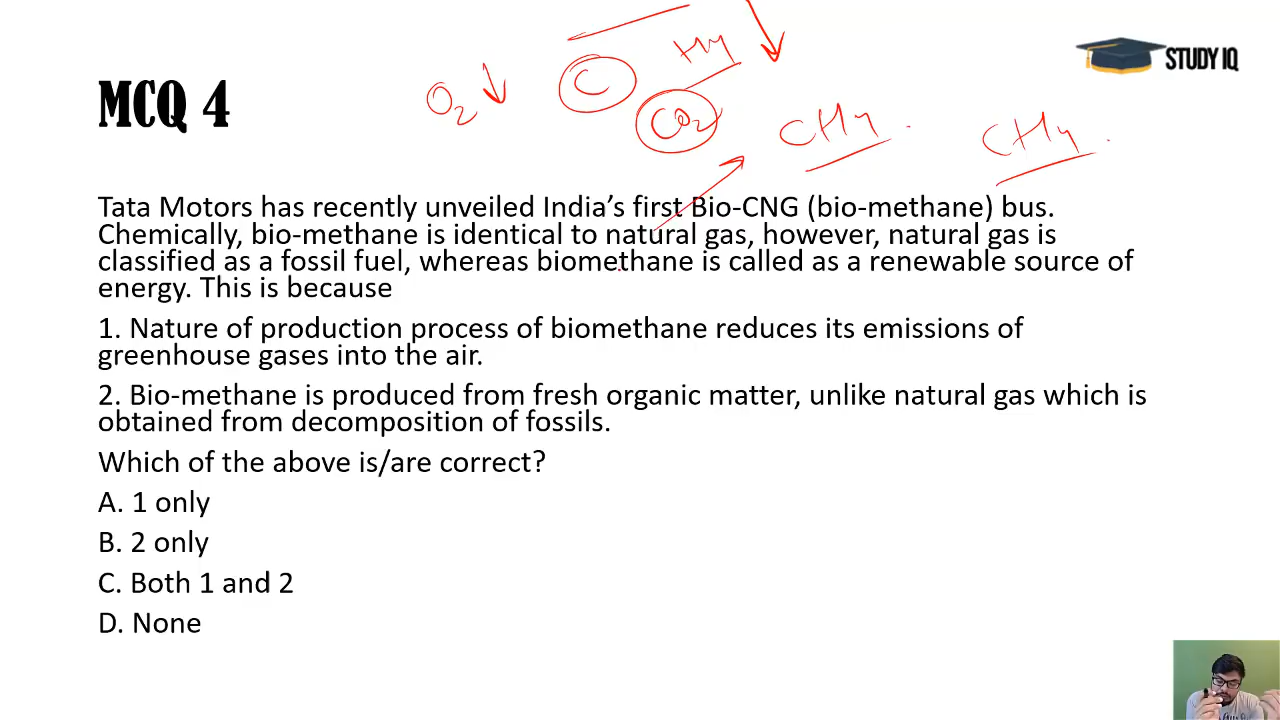 Hy
O2
C
CO2
CH4
CH4
STUDY IQ
MCQ 4
Tata Motors has recently unveiled India’s first Bio-CNG (bio-methane) bus.
Chemically, bio-methane is identical to natural gas, however, natural gas is
classified as a fossil fuel, whereas biomethane is called as a renewable source of
energy. This is because
1. Nature of production process of biomethane reduces its emissions of
greenhouse gases into the air.
2. Bio-methane is produced from fresh organic matter, unlike natural gas which is
obtained from decomposition of fossils.
Which of the above is/are correct?
A. 1 only
B. 2 only
C. Both 1 and 2
D. None